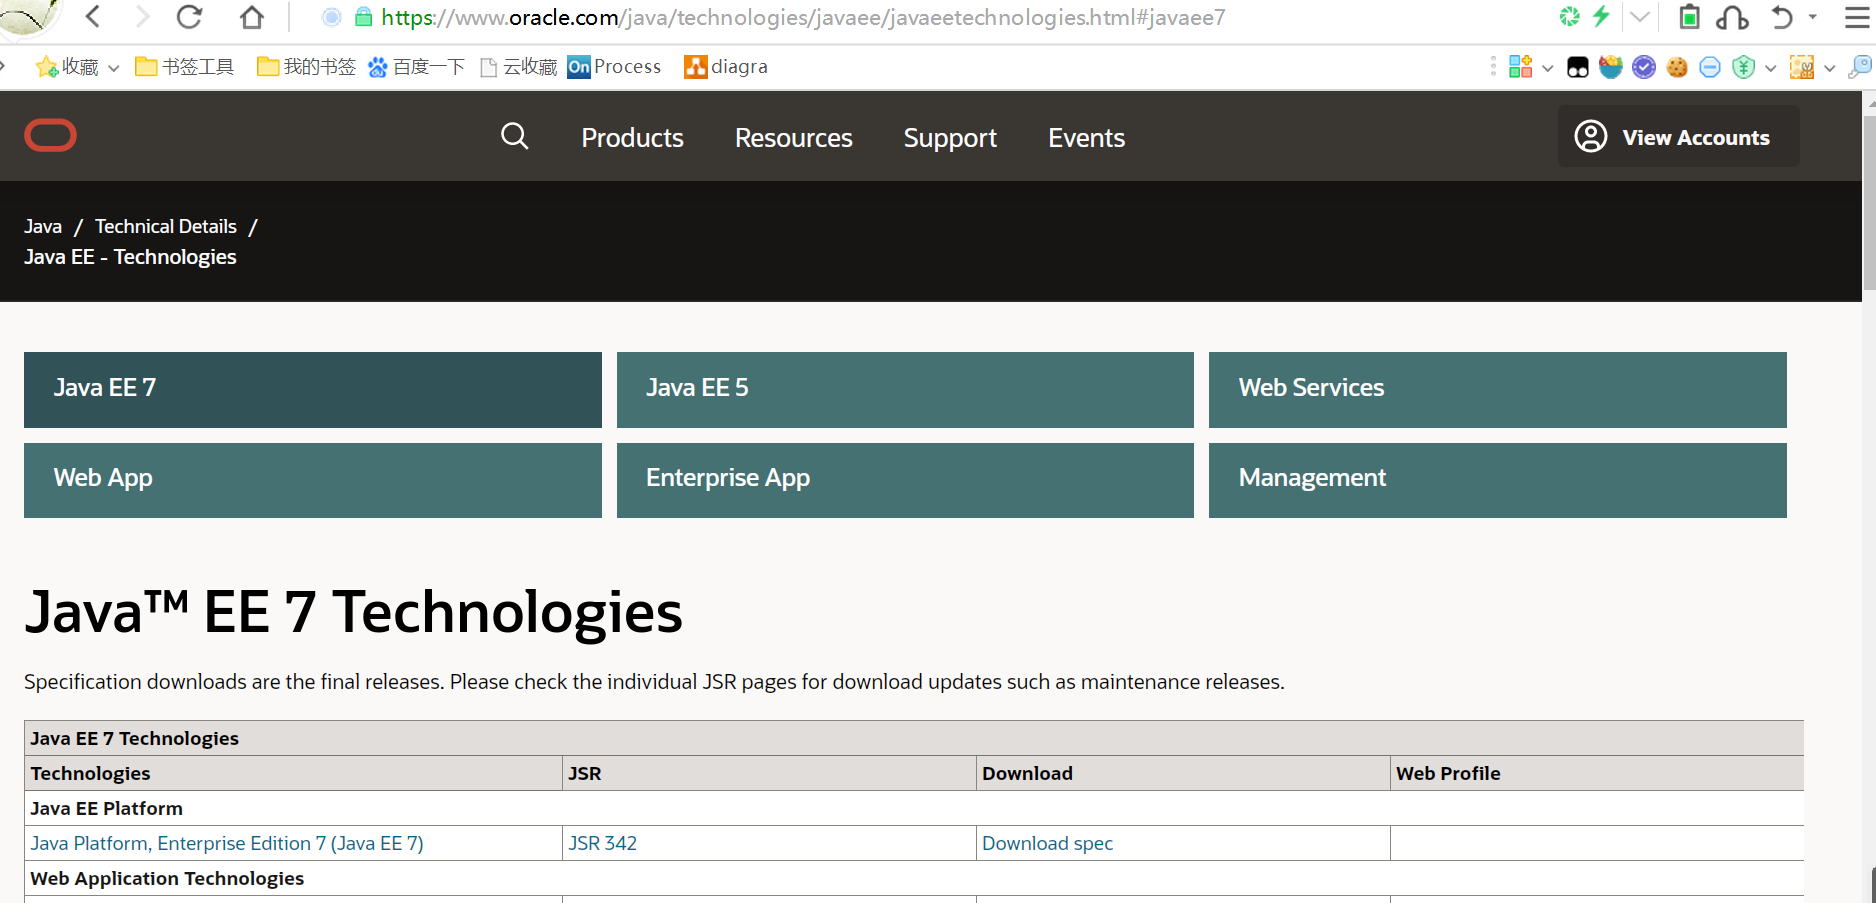 https://www.oracle.com/java/technologies/javaee/javaeetechnologies.html#javaee7
收藏 书签工具 我的书签 百度一下 云收藏 On Process diagra
Products Resources Support Events View Accounts
Java / Technical Details /
Java EE - Technologies
Java EE 7 Java EE 5 Web Services
Web App Enterprise App Management
Java™ EE 7 Technologies
Specification downloads are the final releases. Please check the individual JSR pages for download updates such as maintenance releases.
Java EE 7 Technologies
Technologies JSR Download Web Profile
Java EE Platform
Java Platform, Enterprise Edition 7 (Java EE 7) JSR 342 Download spec
Web Application Technologies